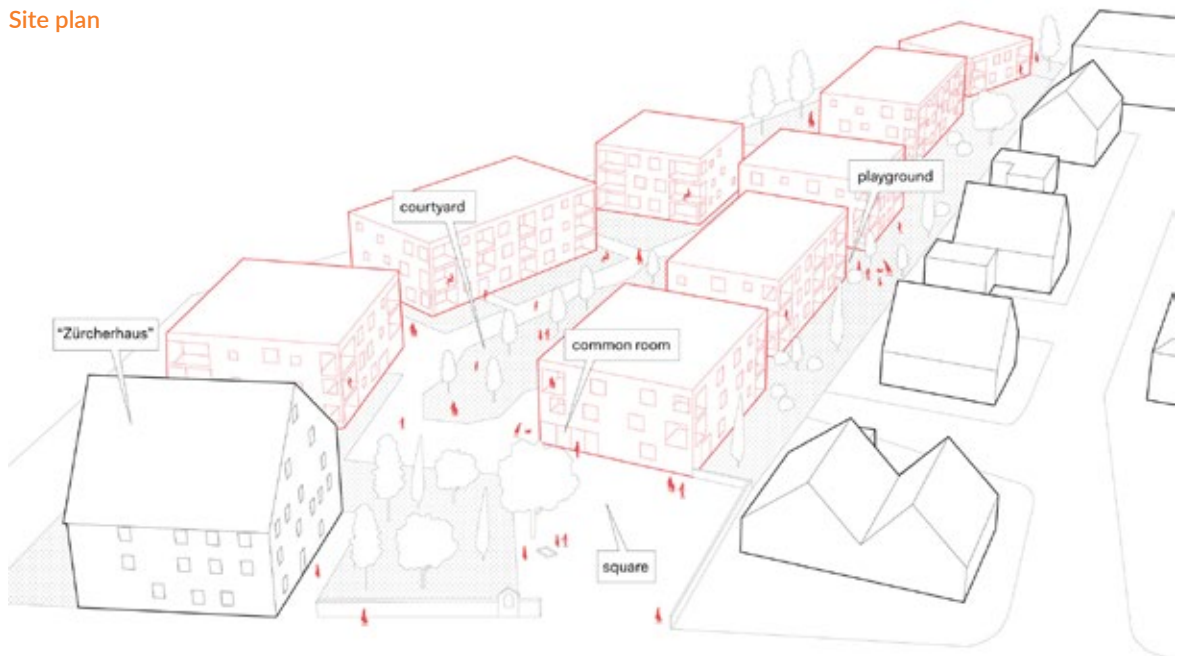 Site plan
playground
courtyard
"Zürcherhaus"
common room
square